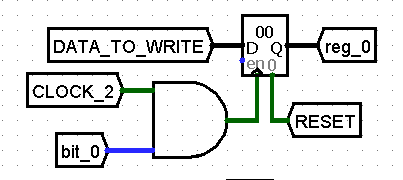 00
DATA_TO_WRITE D Q reg_0
en 0
CLOCK_2
RESET
bit_0